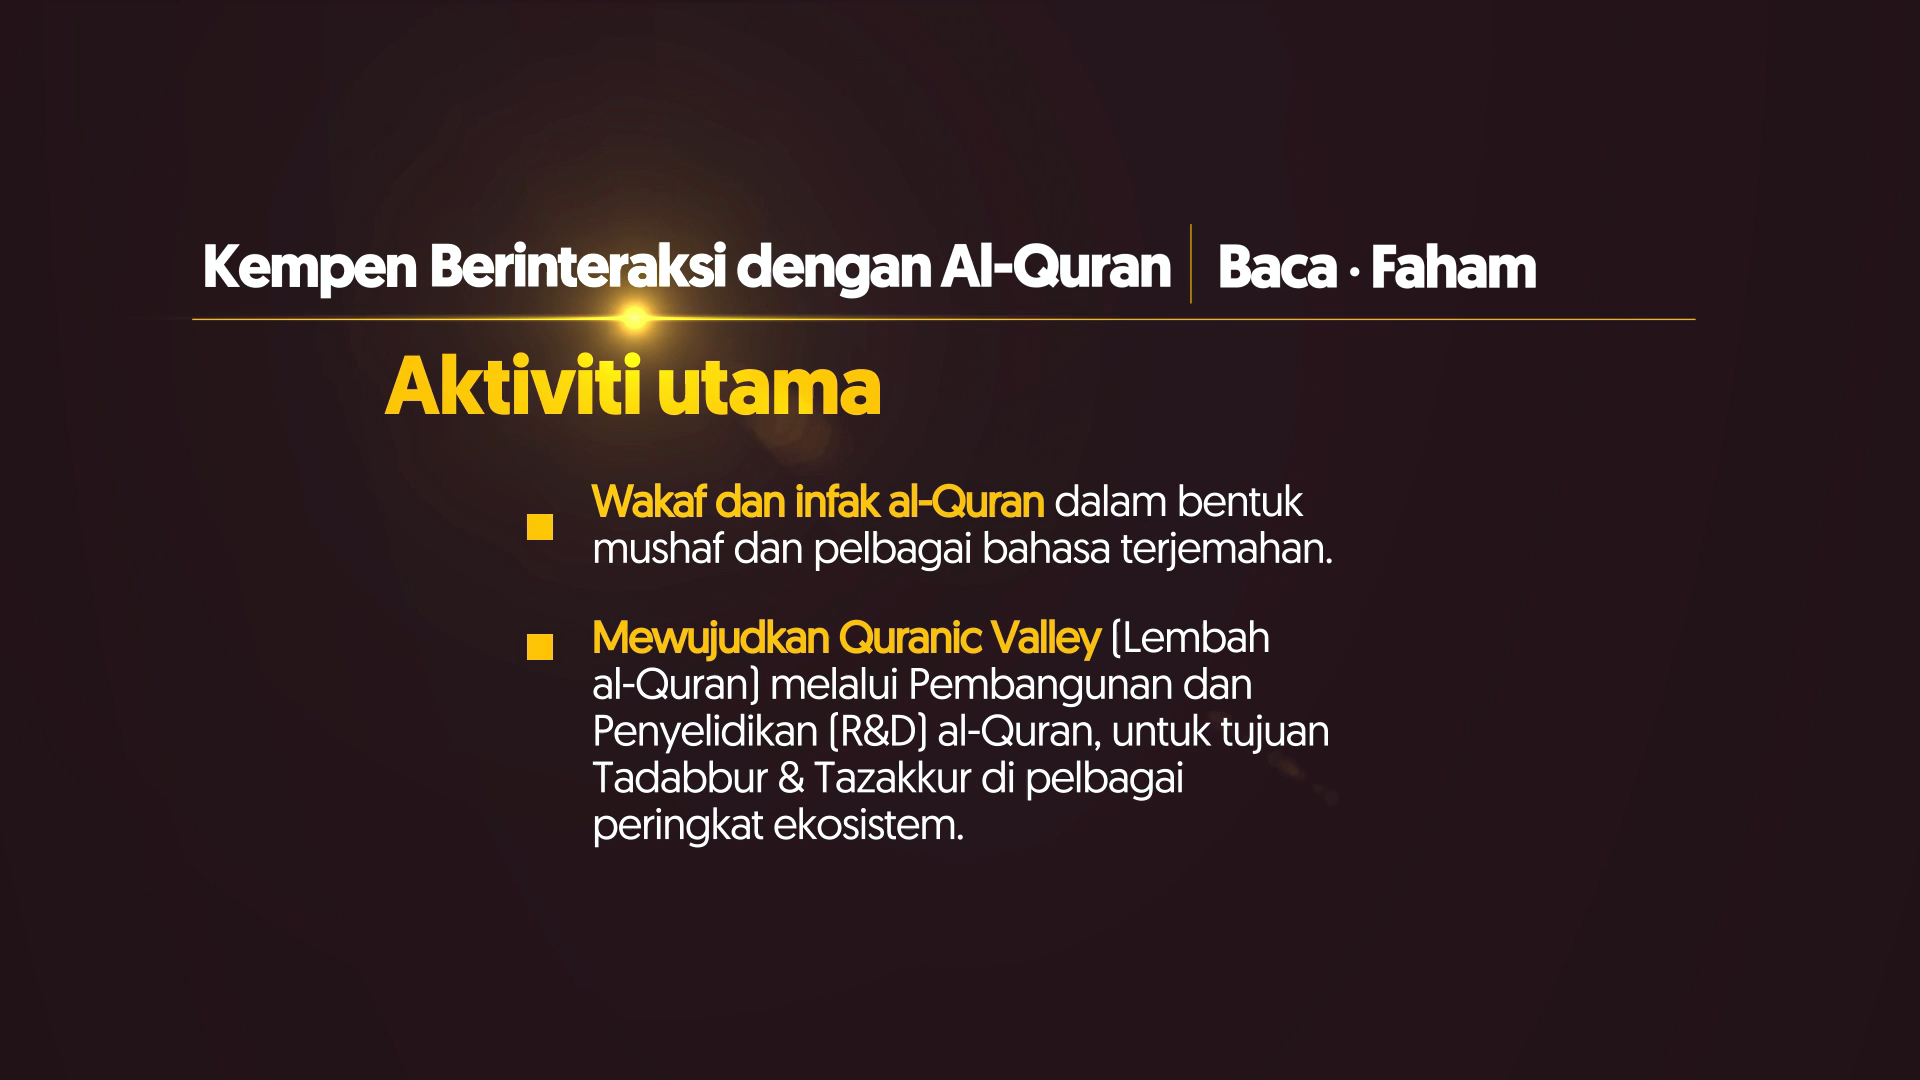 Kempen Berinteraksi dengan Al-Quran | Baca · Faham
Aktiviti utama
Wakaf dan infak al-Quran dalam bentuk
mushaf dan pelbagai bahasa terjemahan.
Mewujudkan Quranic Valley (Lembah
al-Quran) melalui Pembangunan dan
Penyelidikan (R&D) al-Quran, untuk tujuan
Tadabbur & Tazakkur di pelbagai
peringkat ekosistem.